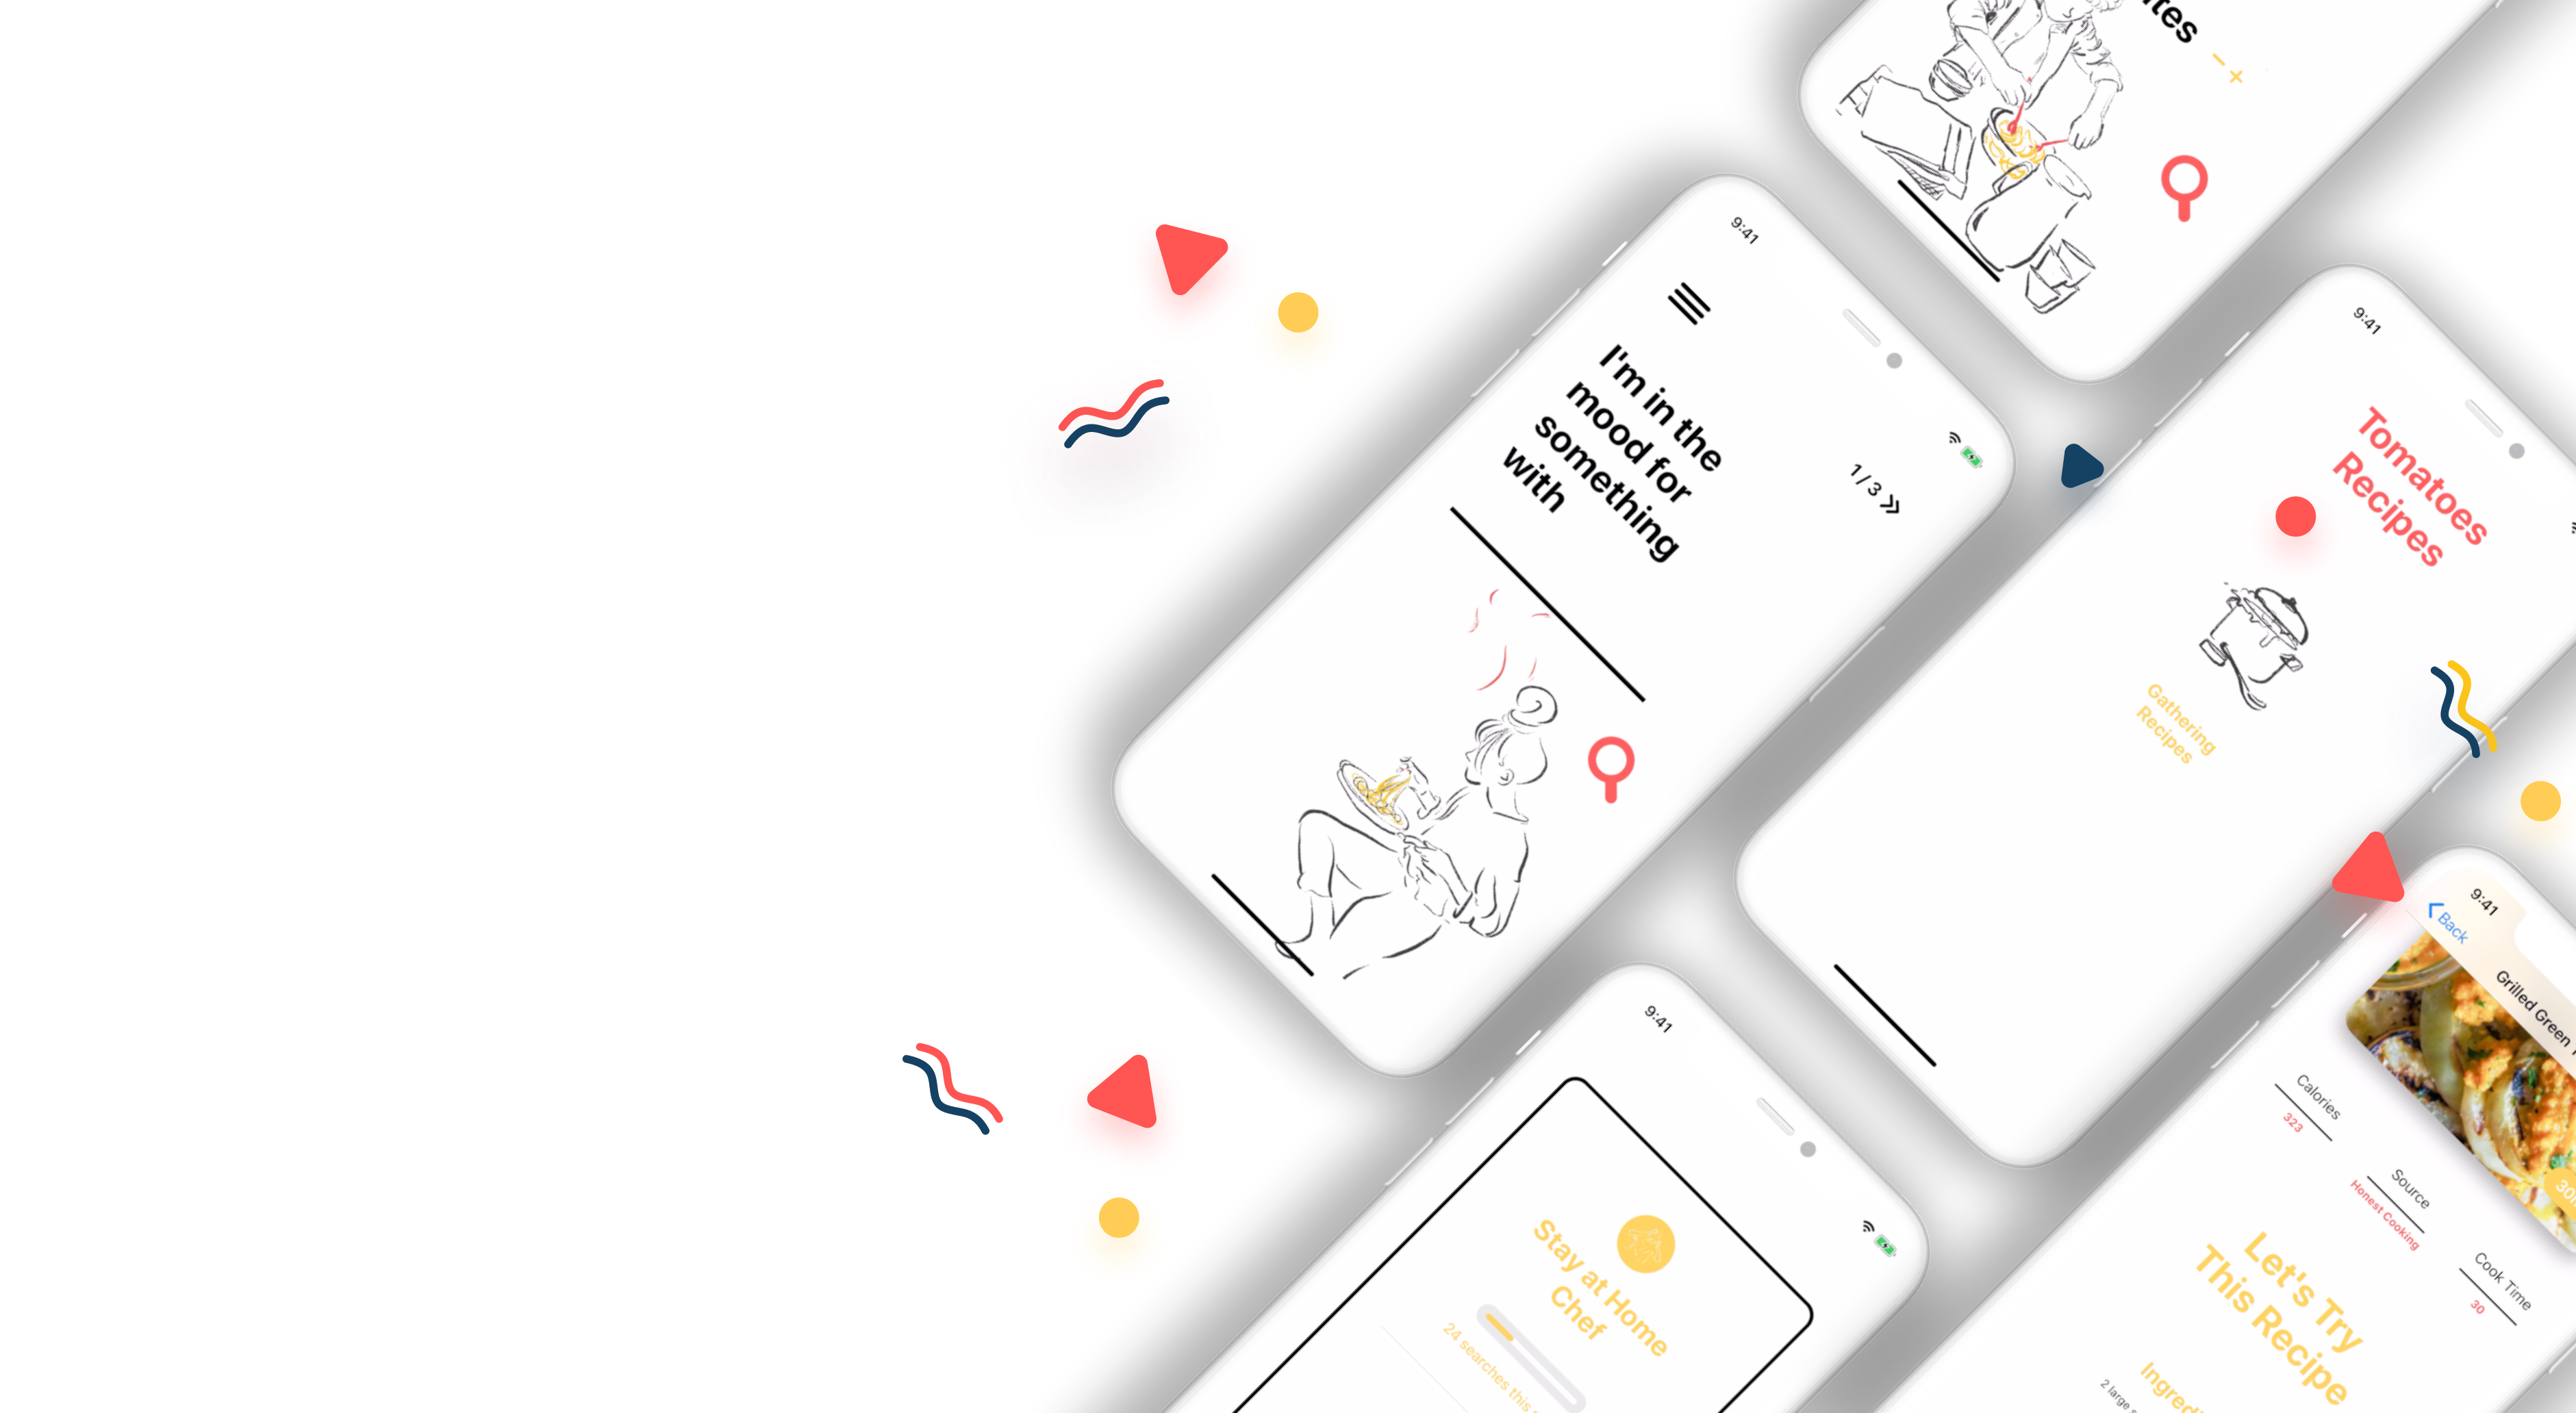 9:41
I'm in the
mood for
something
with
1/3
9:41
Tomatoes
Recipes
Gathering
Recipes
9:41
Stay at Home
Chef
24 searches this
9:41
Back
Grilled Green
Calories
323
Source
Honest Cooking
Cook Time
30
Let's Try
This Recipe
2 large